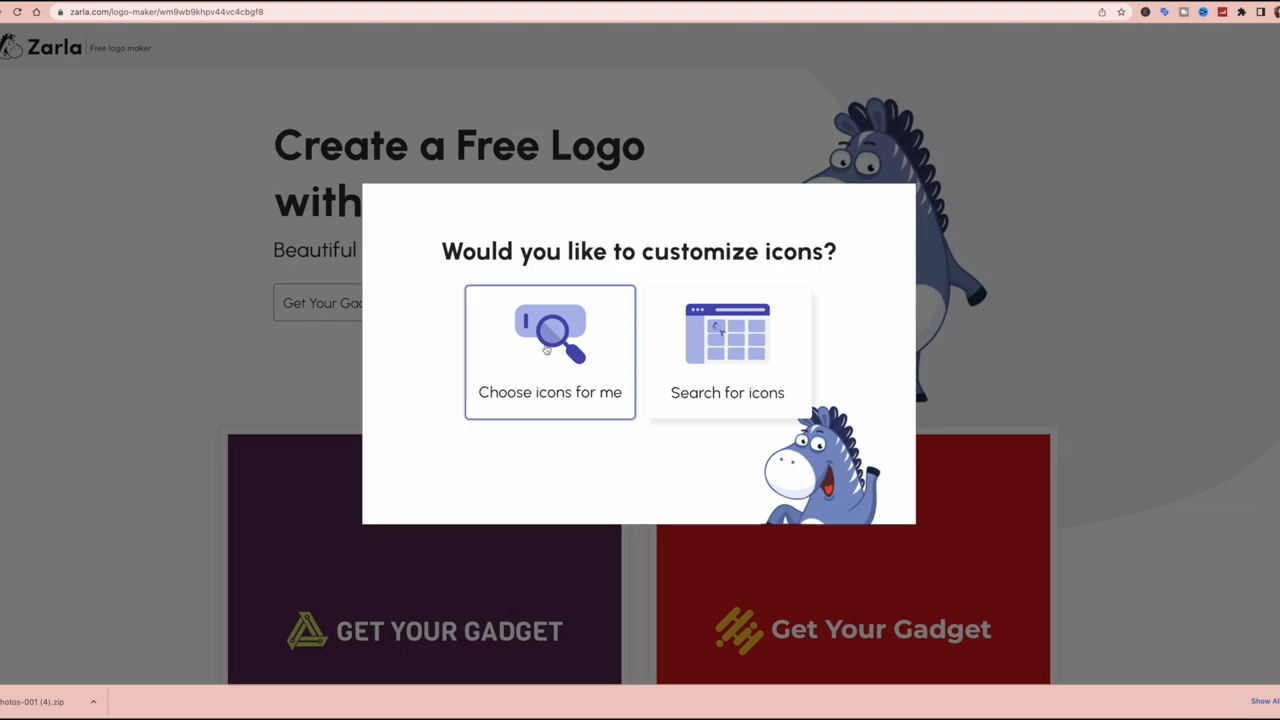 zarla.com/logo-maker/wm9wb9khpv44vc4cbgf8
Zarla
Free logo maker
Create a Free Logo
with
Beautiful
Get Your Gad
Would you like to customize icons?
Choose icons for me
Search for icons
GET YOUR GADGET
Get Your Gadget
hotos-001 (4).zip
Show Al